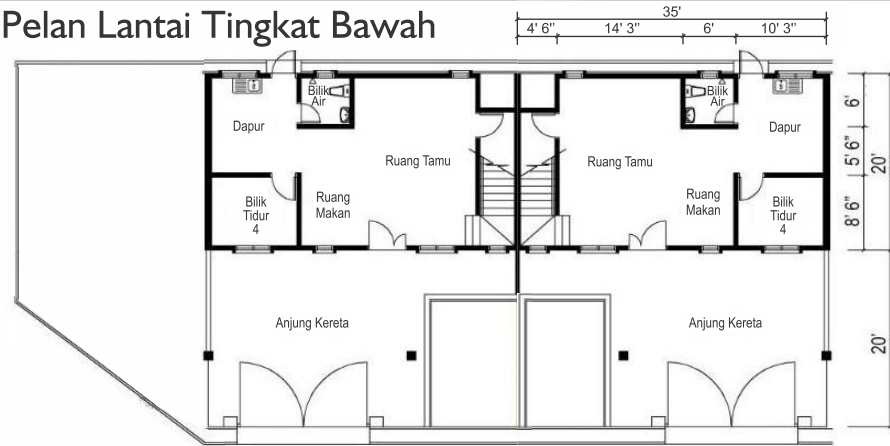 Pelan Lantai Tingkat Bawah
35'
4' 6" 14' 3" 6' 10' 3"
Bilik
Air
Dapur
Ruang Tamu
Bilik
Tidur
4
Ruang
Makan
Anjung Kereta
Bilik
Air
Dapur
Ruang Tamu
Ruang
Makan
Bilik
Tidur
4
Anjung Kereta
6'
5' 6"
8' 6"
20'
20'